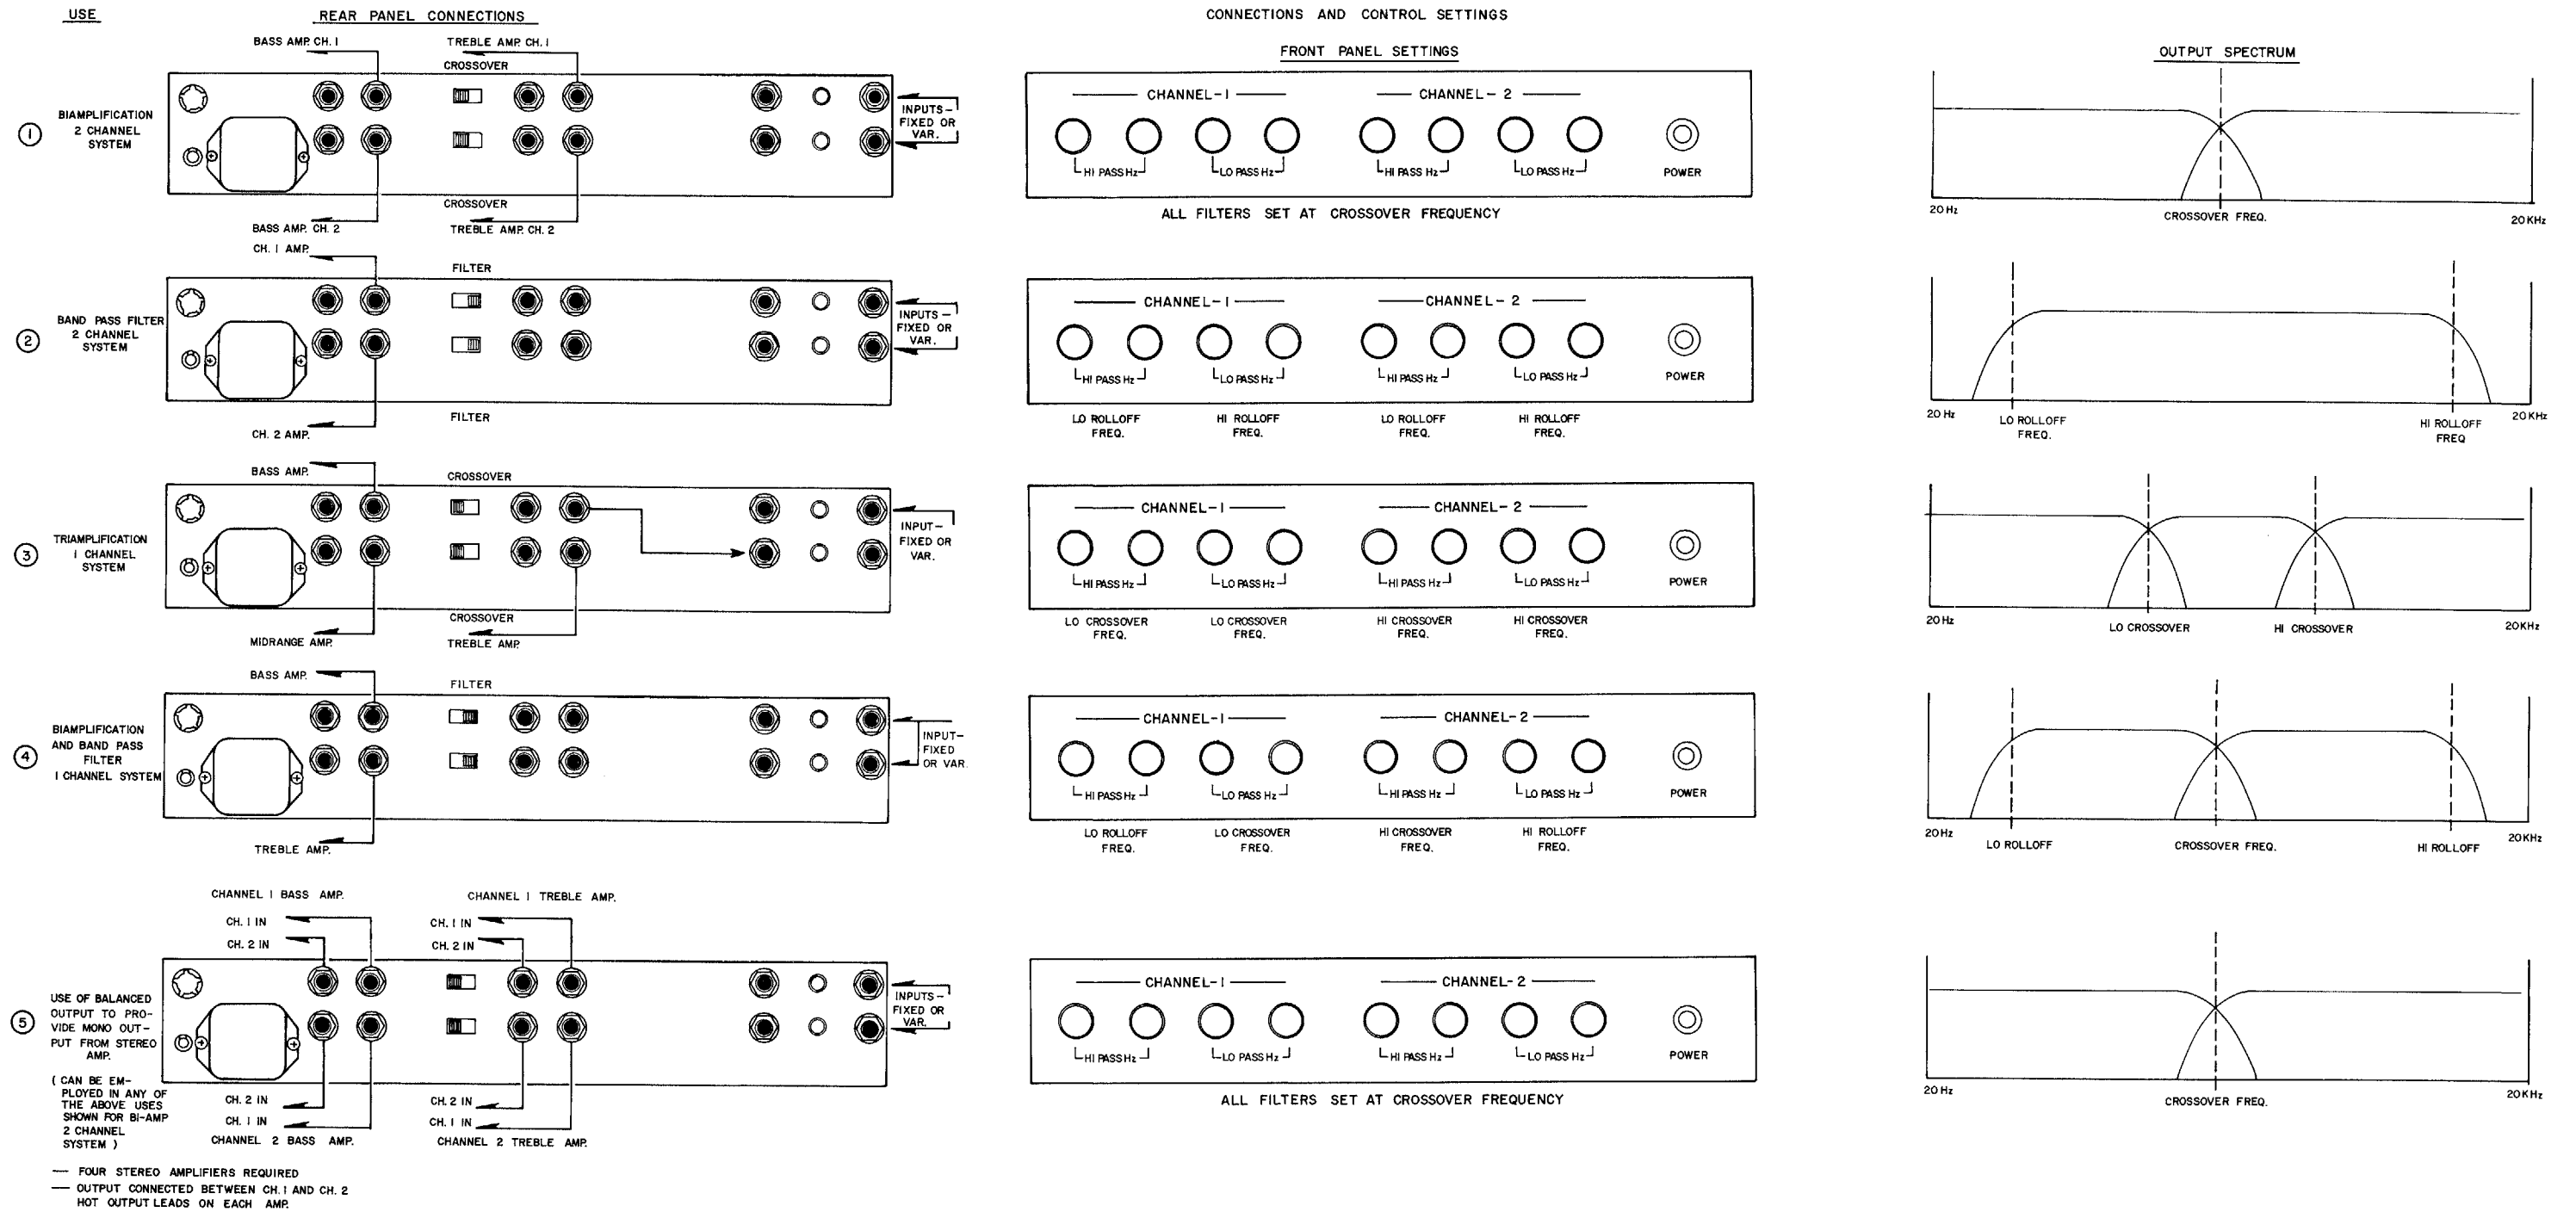 USE
REAR PANEL CONNECTIONS
CONNECTIONS AND CONTROL SETTINGS
FRONT PANEL SETTINGS
OUTPUT SPECTRUM
BASS AMP. CH. 1
TREBLE AMP. CH. 1
CROSSOVER
1
BIAMPLIFICATION
2 CHANNEL
SYSTEM
INPUTS-
FIXED OR
VAR.
CROSSOVER
BASS AMP. CH. 2
TREBLE AMP. CH. 2
CHANNEL-1
CHANNEL-2
HI PASS Hz
LO PASS Hz
HI PASS Hz
LO PASS Hz
POWER
ALL FILTERS SET AT CROSSOVER FREQUENCY
20 Hz
CROSSOVER FREQ.
20 KHz
CH. 1 AMP.
FILTER
2
BAND PASS FILTER
2 CHANNEL
SYSTEM
INPUTS-
FIXED OR
VAR.
FILTER
CH. 2 AMP.
CHANNEL-1
CHANNEL-2
HI PASS Hz
LO PASS Hz
HI PASS Hz
LO PASS Hz
POWER
LO ROLLOFF
FREQ.
HI ROLLOFF
FREQ.
LO ROLLOFF
FREQ.
HI ROLLOFF
FREQ.
20 Hz
LO ROLLOFF
FREQ.
HI ROLLOFF
FREQ
20 KHz
BASS AMP.
CROSSOVER
3
TRIAMPLIFICATION
1 CHANNEL
SYSTEM
INPUT-
FIXED OR
VAR.
CROSSOVER
MIDRANGE AMP.
TREBLE AMP.
CHANNEL-1
CHANNEL-2
HI PASS Hz
LO PASS Hz
HI PASS Hz
LO PASS Hz
POWER
LO CROSSOVER
FREQ.
LO CROSSOVER
FREQ.
HI CROSSOVER
FREQ.
HI CROSSOVER
FREQ.
20 Hz
LO CROSSOVER
HI CROSSOVER
20 KHz
BASS AMP.
FILTER
4
BIAMPLIFICATION
AND BAND PASS
FILTER
1 CHANNEL SYSTEM
INPUT-
FIXED
OR VAR.
TREBLE AMP.
CHANNEL-1
CHANNEL-2
HI PASS Hz
LO PASS Hz
HI PASS Hz
LO PASS Hz
POWER
LO ROLLOFF
FREQ.
LO CROSSOVER
FREQ.
HI CROSSOVER
FREQ.
HI ROLLOFF
FREQ.
20 Hz
LO ROLLOFF
CROSSOVER FREQ.
HI ROLLOFF
20 KHz
CHANNEL 1 BASS AMP.
CHANNEL 1 TREBLE AMP.
CH. 1 IN
CH. 2 IN
CH. 1 IN
CH. 2 IN
5
USE OF BALANCED
OUTPUT TO PRO-
VIDE MONO OUT-
PUT FROM STEREO
AMP.
( CAN BE EM-
PLOYED IN ANY OF
THE ABOVE USES
SHOWN FOR BI-AMP
2 CHANNEL
SYSTEM )
INPUTS-
FIXED OR
VAR.
CH. 2 IN
CH. 1 IN
CH. 2 IN
CH. 1 IN
CHANNEL 2 BASS AMP.
CHANNEL 2 TREBLE AMP.
CHANNEL-1
CHANNEL-2
HI PASS Hz
LO PASS Hz
HI PASS Hz
LO PASS Hz
POWER
ALL FILTERS SET AT CROSSOVER FREQUENCY
20 Hz
CROSSOVER FREQ.
20 KHz
— FOUR STEREO AMPLIFIERS REQUIRED
— OUTPUT CONNECTED BETWEEN CH. 1 AND CH. 2
HOT OUTPUT LEADS ON EACH AMP.